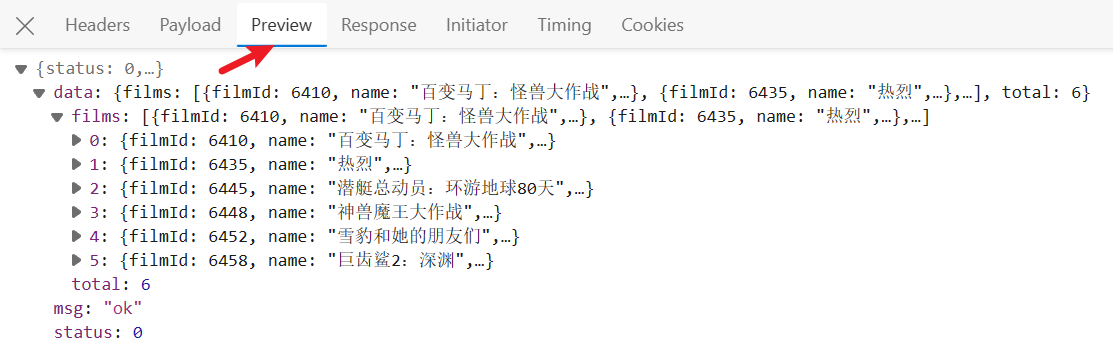 Headers Payload Preview Response Initiator Timing Cookies
{status: 0,…}
data: {films: [{filmId: 6410, name: "百变马丁：怪兽大作战",…}, {filmId: 6435, name: "热烈",…},…], total: 6}
films: [{filmId: 6410, name: "百变马丁：怪兽大作战",…}, {filmId: 6435, name: "热烈",…},…]
0: {filmId: 6410, name: "百变马丁：怪兽大作战",…}
1: {filmId: 6435, name: "热烈",…}
2: {filmId: 6445, name: "潜艇总动员：环游地球80天",…}
3: {filmId: 6448, name: "神兽魔王大作战",…}
4: {filmId: 6452, name: "雪豹和她的朋友们",…}
5: {filmId: 6458, name: "巨齿鲨2：深渊",…}
total: 6
msg: "ok"
status: 0